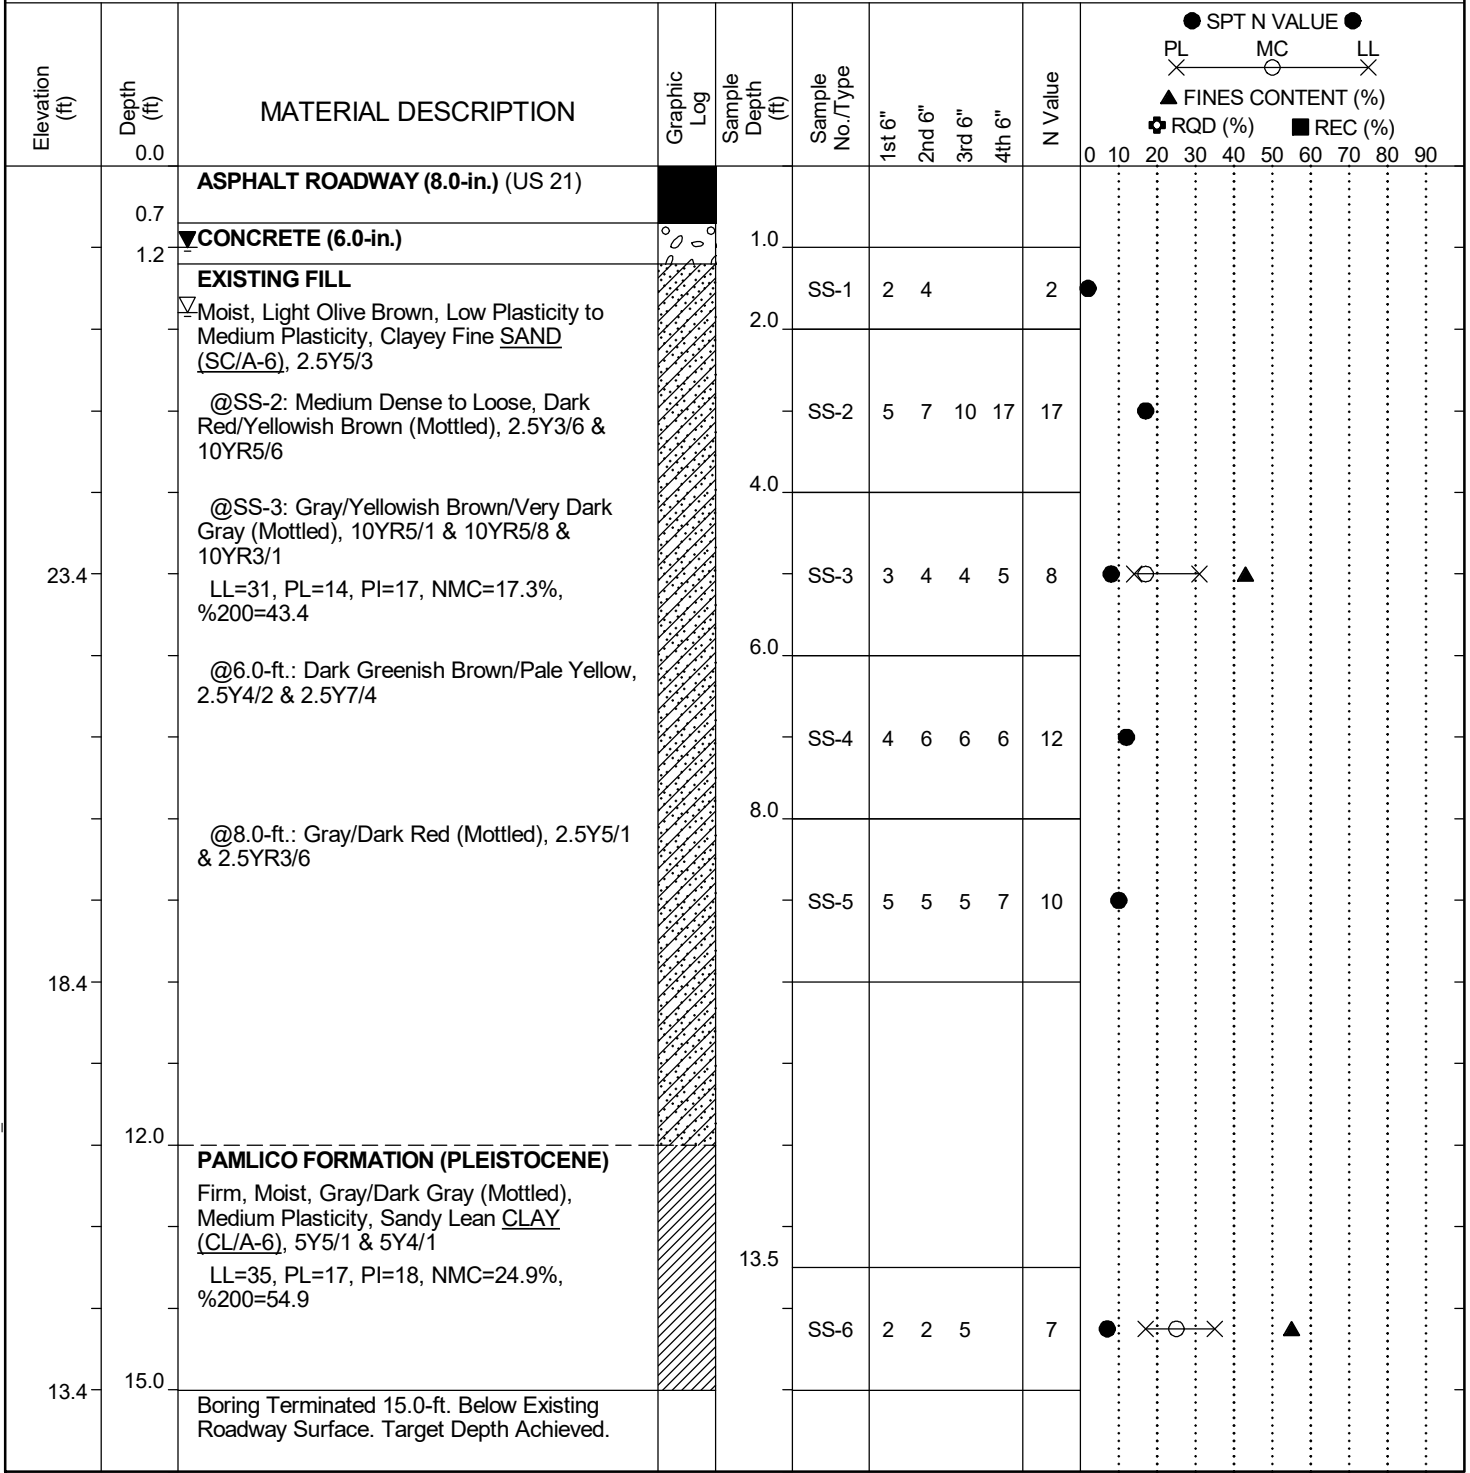 ● SPT N VALUE ●
PL MC LL
▲ FINES CONTENT (%)
RQD (%) ■ REC (%)
0 10 20 30 40 50 60 70 80 90
Elevation (ft)
Depth (ft)
0.0
MATERIAL DESCRIPTION
Graphic Log
Sample Depth (ft)
Sample No./Type
1st 6"
2nd 6"
3rd 6"
4th 6"
N Value
ASPHALT ROADWAY (8.0-in.) (US 21)
0.7
CONCRETE (6.0-in.)
1.0
1.2
EXISTING FILL
SS-1 2 4 2
Moist, Light Olive Brown, Low Plasticity to
2.0
Medium Plasticity, Clayey Fine SAND
(SC/A-6), 2.5Y5/3
@SS-2: Medium Dense to Loose, Dark
SS-2 5 7 10 17 17
Red/Yellowish Brown (Mottled), 2.5Y3/6 &
10YR5/6
4.0
@SS-3: Gray/Yellowish Brown/Very Dark
Gray (Mottled), 10YR5/1 & 10YR5/8 &
10YR3/1
23.4
SS-3 3 4 4 5 8
LL=31, PL=14, PI=17, NMC=17.3%,
%200=43.4
6.0
@6.0-ft.: Dark Greenish Brown/Pale Yellow,
2.5Y4/2 & 2.5Y7/4
SS-4 4 6 6 6 12
8.0
@8.0-ft.: Gray/Dark Red (Mottled), 2.5Y5/1
& 2.5YR3/6
SS-5 5 5 5 7 10
18.4
12.0
PAMLICO FORMATION (PLEISTOCENE)
Firm, Moist, Gray/Dark Gray (Mottled),
Medium Plasticity, Sandy Lean CLAY
(CL/A-6), 5Y5/1 & 5Y4/1
13.5
LL=35, PL=17, PI=18, NMC=24.9%,
%200=54.9
SS-6 2 2 5 7
13.4
15.0
Boring Terminated 15.0-ft. Below Existing
Roadway Surface. Target Depth Achieved.